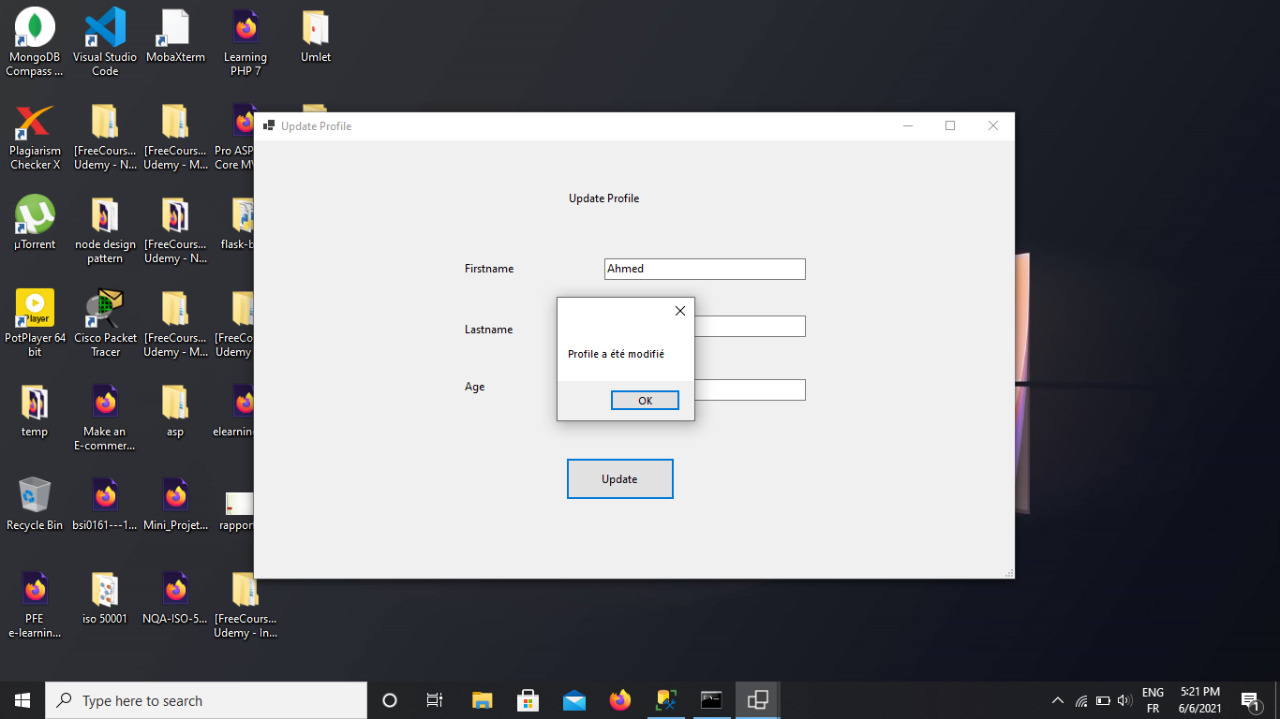 MongoDB
Compass ...
Visual Studio
Code
MobaXterm
Learning
PHP 7
Umlet
Plagiarism
Checker X
[FreeCours...
Udemy - N...
[FreeCours...
Udemy - M...
Pro ASP
Core M
µTorrent
node design
pattern
[FreeCours...
Udemy - N...
flask-b
Player
PotPlayer 64
bit
Cisco Packet
Tracer
[FreeCours...
Udemy - M...
[FreeCours
Udemy
temp
Make an
E-commer...
asp
elearning
Recycle Bin
bsi0161---1...
Mini_Projet...
rappor
PFE
e-learnin...
iso 50001
NQA-ISO-5...
[FreeCours...
Udemy - In...
Update Profile
Update Profile
Firstname
Ahmed
Lastname
Age
Profile a été modifié
OK
Update
Type here to search
ENG
FR
5:21 PM
6/6/2021
1